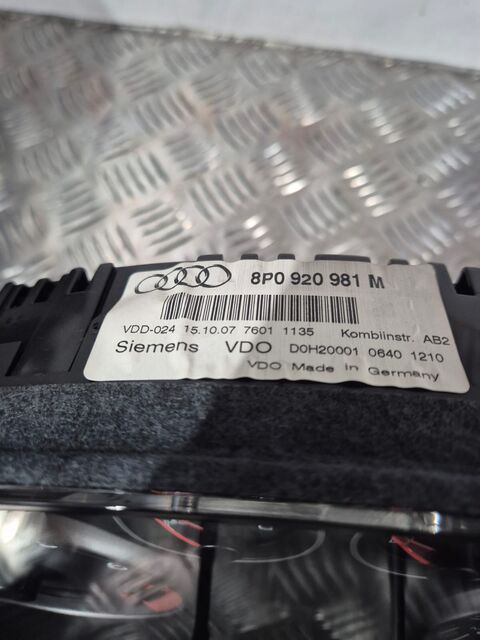 8P0 920 981 M
VDD-024 15.10.07 7601 1135 Kombiinstr. AB2
Siemens VDO D0H20001 0640 1210
VDO Made in Germany